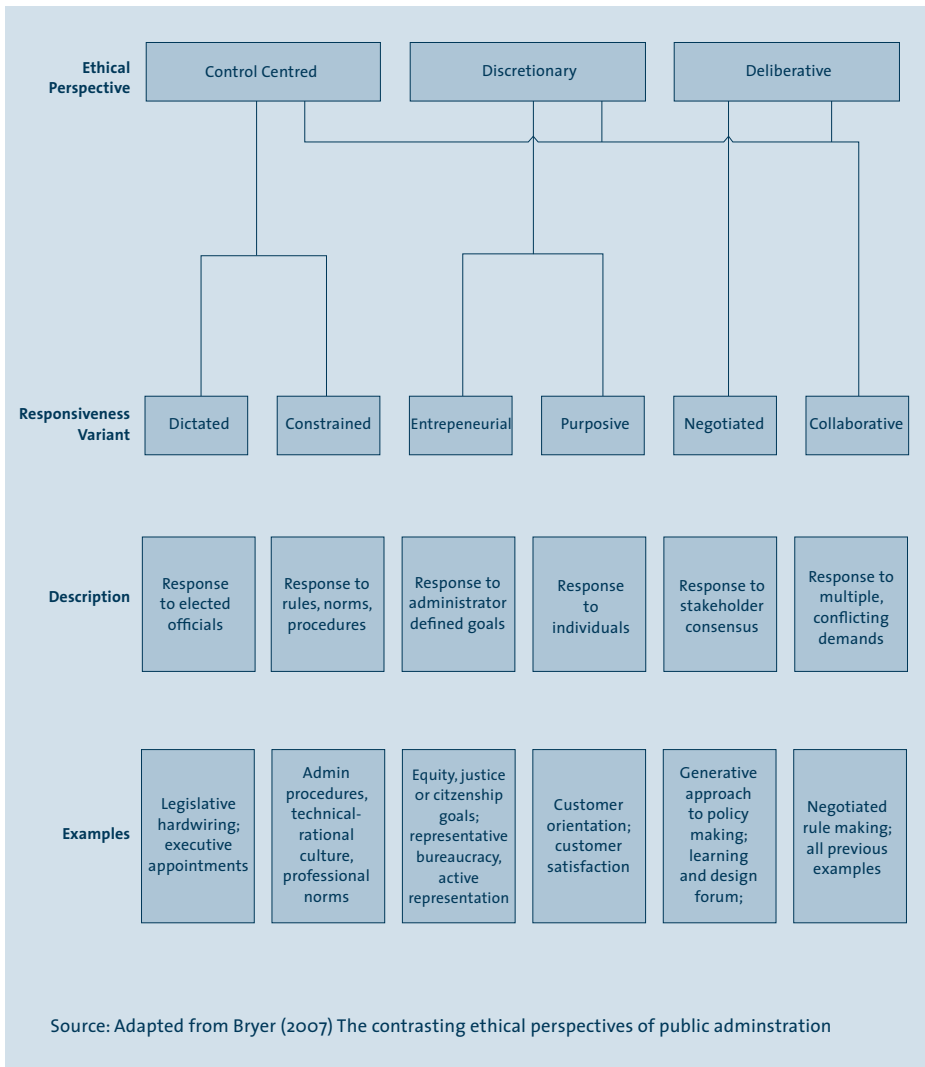 Ethical
Perspective
Control Centred
Discretionary
Deliberative
Responsiveness
Variant
Dictated
Constrained
Entrepeneurial
Purposive
Negotiated
Collaborative
Description
Response
to elected
officials
Response to
rules, norms,
procedures
Response to
administrator
defined goals
Response
to
individuals
Response to
stakeholder
consensus
Response to
multiple,
conflicting
demands
Examples
Legislative
hardwiring;
executive
appointments
Admin
procedures,
technical-
rational
culture,
professional
norms
Equity, justice
or citzenship
goals;
representative
bureaucracy,
active
representation
Customer
orientation;
customer
satisfaction
Generative
approach
to policy
making;
learning
and design
forum;
Negotiated
rule making;
all previous
examples
Source: Adapted from Bryer (2007) The contrasting ethical perspectives of public adminstration